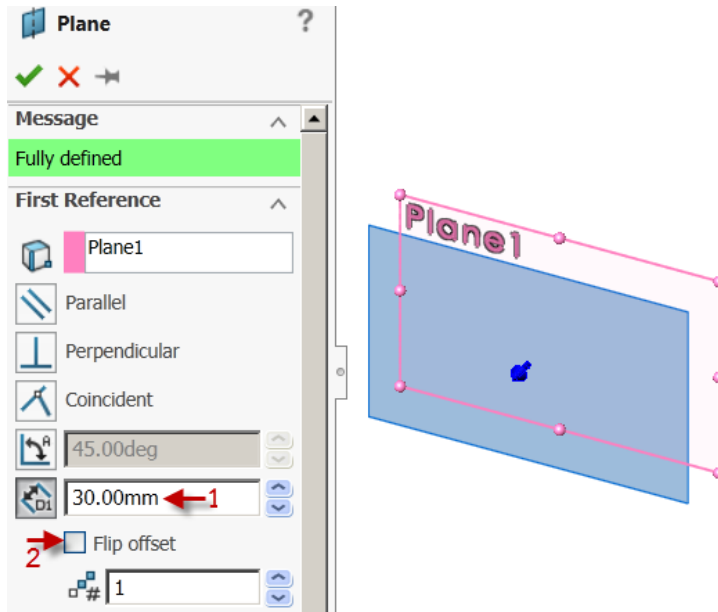 Plane ?
Message
Fully defined
First Reference
Plane1
Parallel
Perpendicular
Coincident
A
45.00deg
D1 30.00mm 1
2 Flip offset
# 1
Plane1